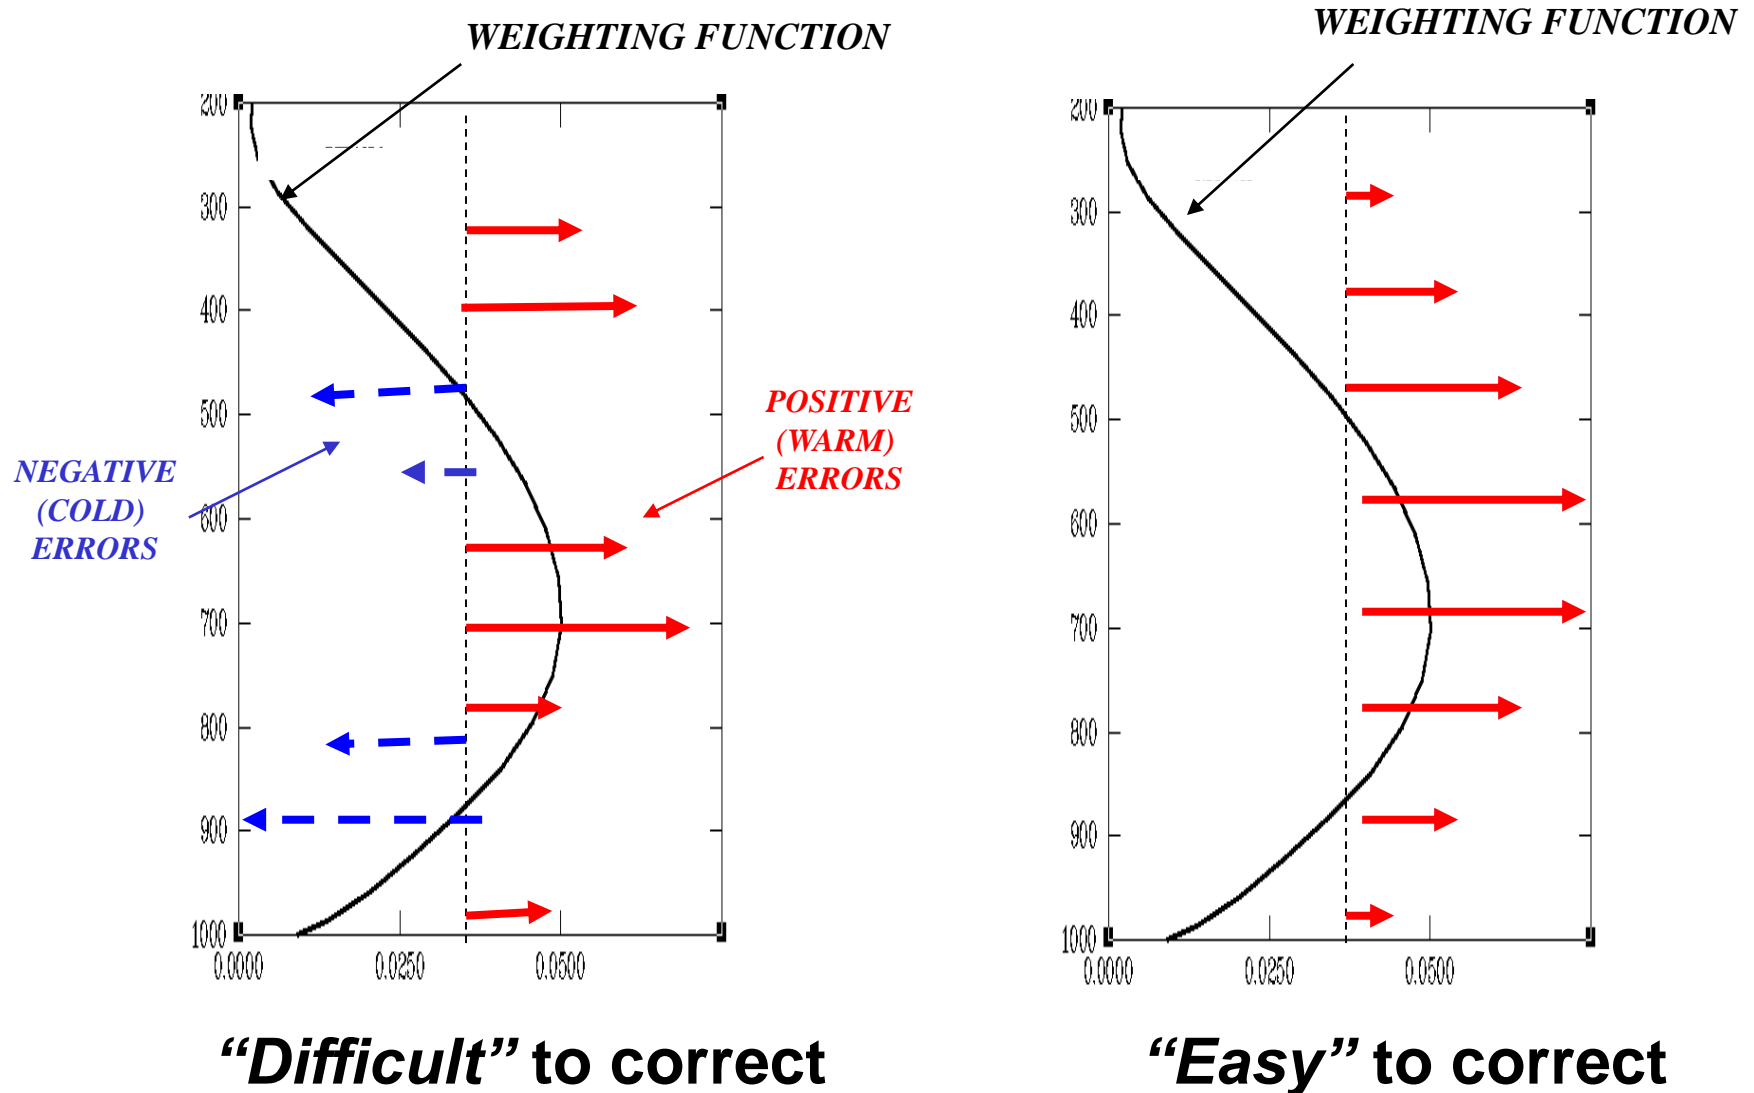 WEIGHTING FUNCTION
200
300
400
500
600
700
800
900
1000
0.0000 0.0250 0.0500
NEGATIVE
(COLD)
ERRORS
POSITIVE
(WARM)
ERRORS
“Difficult” to correct
WEIGHTING FUNCTION
200
300
400
500
600
700
800
900
1000
0.0000 0.0250 0.0500
“Easy” to correct